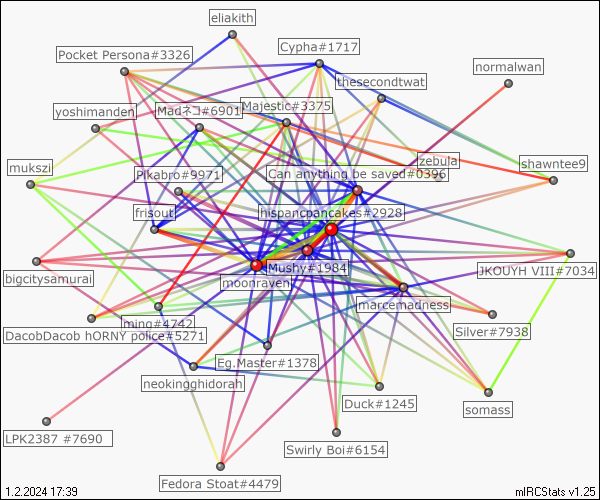 eliakith
Cypha#1717
Pocket Persona#3326
normalwan
thesecondtwat
Majestic#3375
Madネコ#6901
yoshimanden
zebula
shawntee9
mukszi
Pikabro#9971
Can anything be saved#0396
frisout
hispancpancakes#2928
Mushy#1984
JKOUYH VIII#7034
bigcitysamurai
moonraven
marcemadness
ming#4742
Silver#7938
DacobDacob hORNY police#5271
Eg.Master#1378
neokingghidorah
Duck#1245
somass
LPK2387 #7690
Swirly Boi#6154
Fedora Stoat#4479
1.2.2024 17:39
mIRCStats v1.25